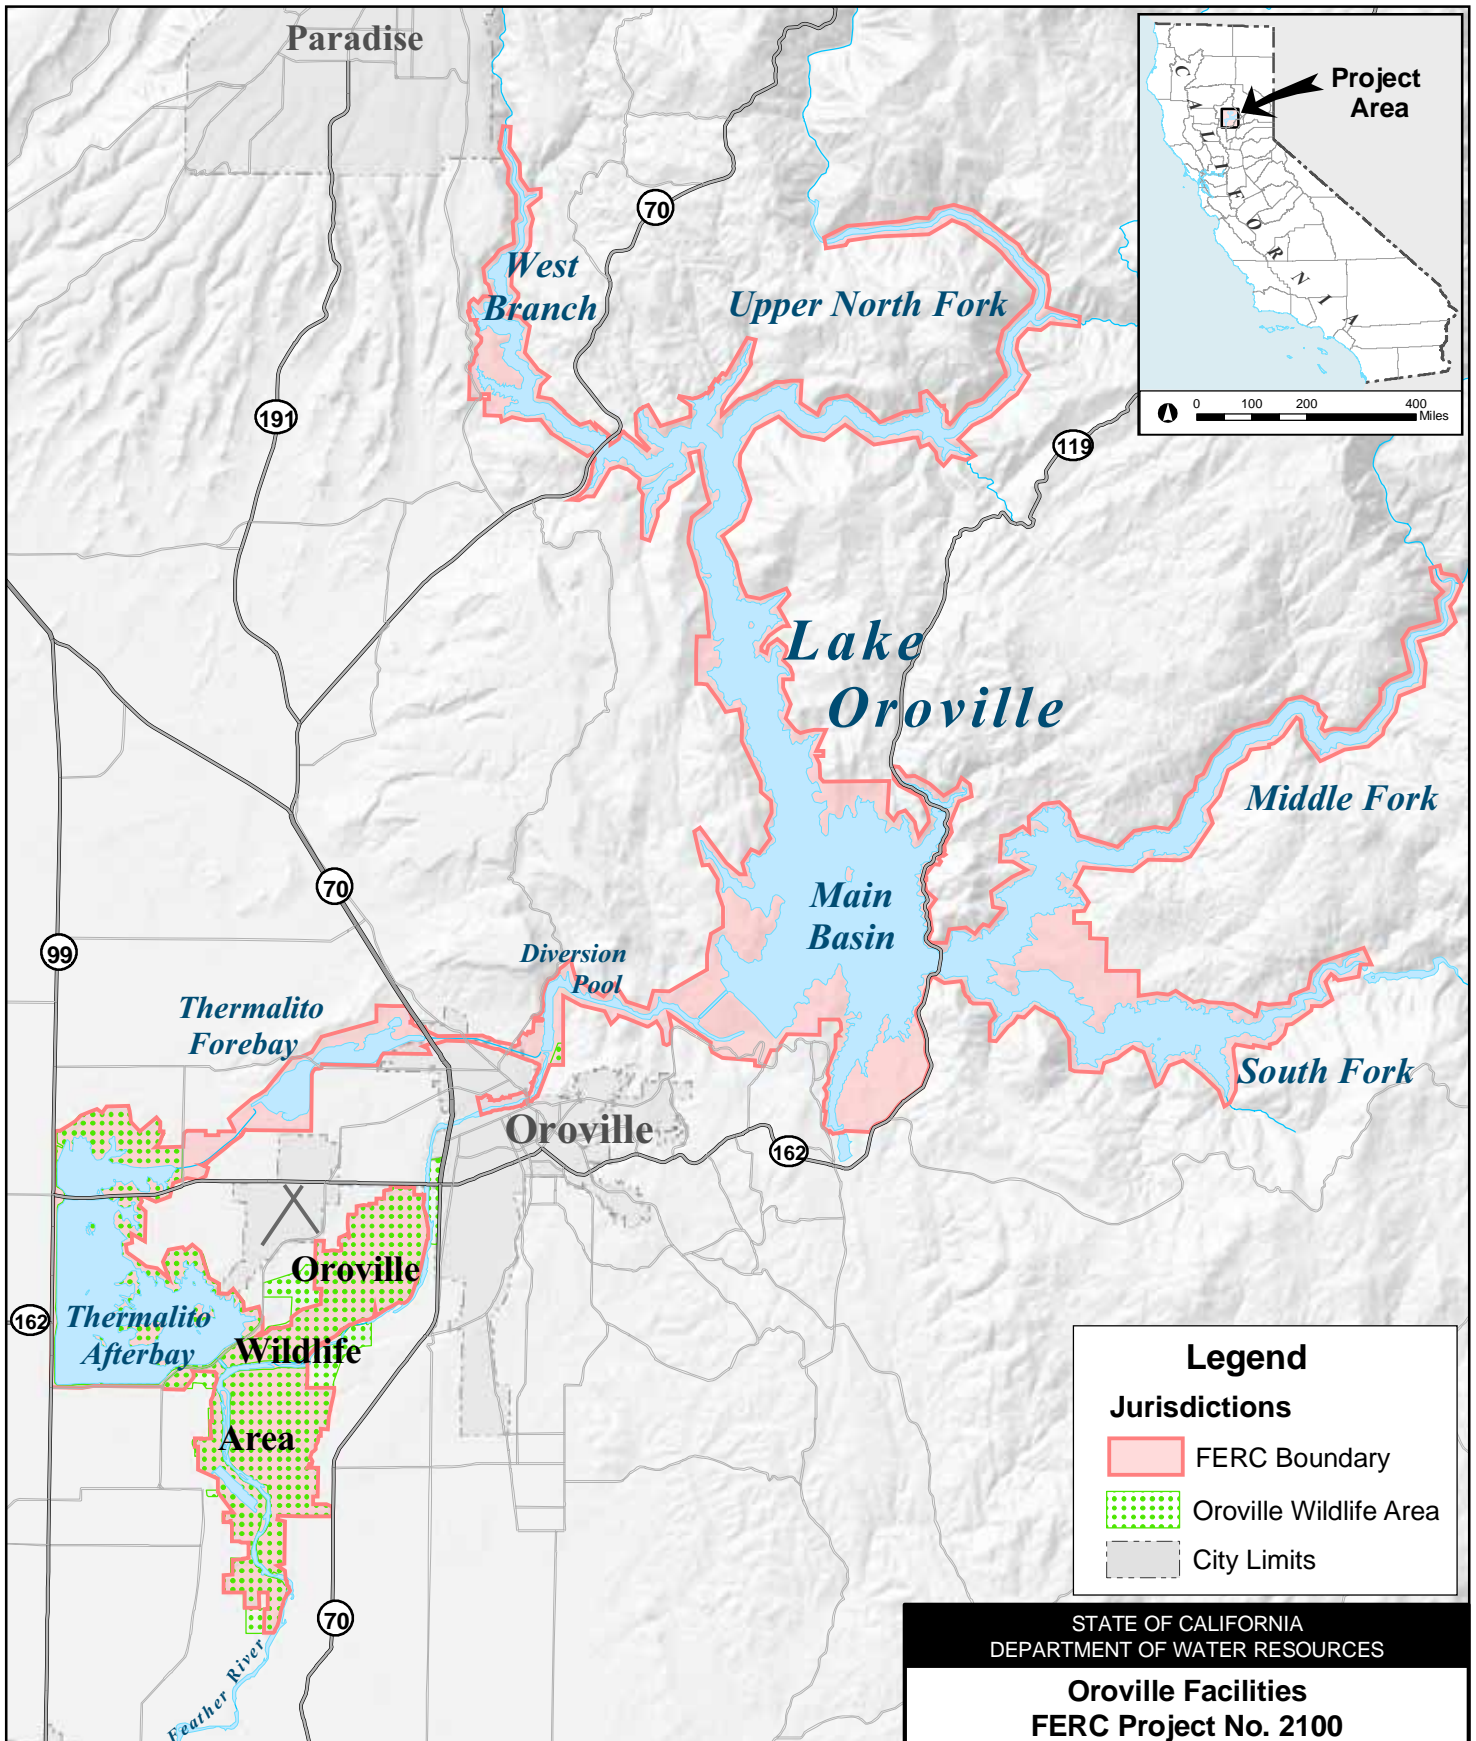 Paradise
Project
Area
CALIFORNIA
0 100 200 400
Miles
70
West
Branch
Upper North Fork
191
119
Lake
Oroville
Middle Fork
70
Main
Basin
99
Diversion
Pool
Thermalito
Forebay
South Fork
Oroville
162
Oroville
162
Thermalito
Afterbay
Wildlife
Area
70
Feather River
Legend
Jurisdictions
FERC Boundary
Oroville Wildlife Area
City Limits
STATE OF CALIFORNIA
DEPARTMENT OF WATER RESOURCES
Oroville Facilities
FERC Project No. 2100